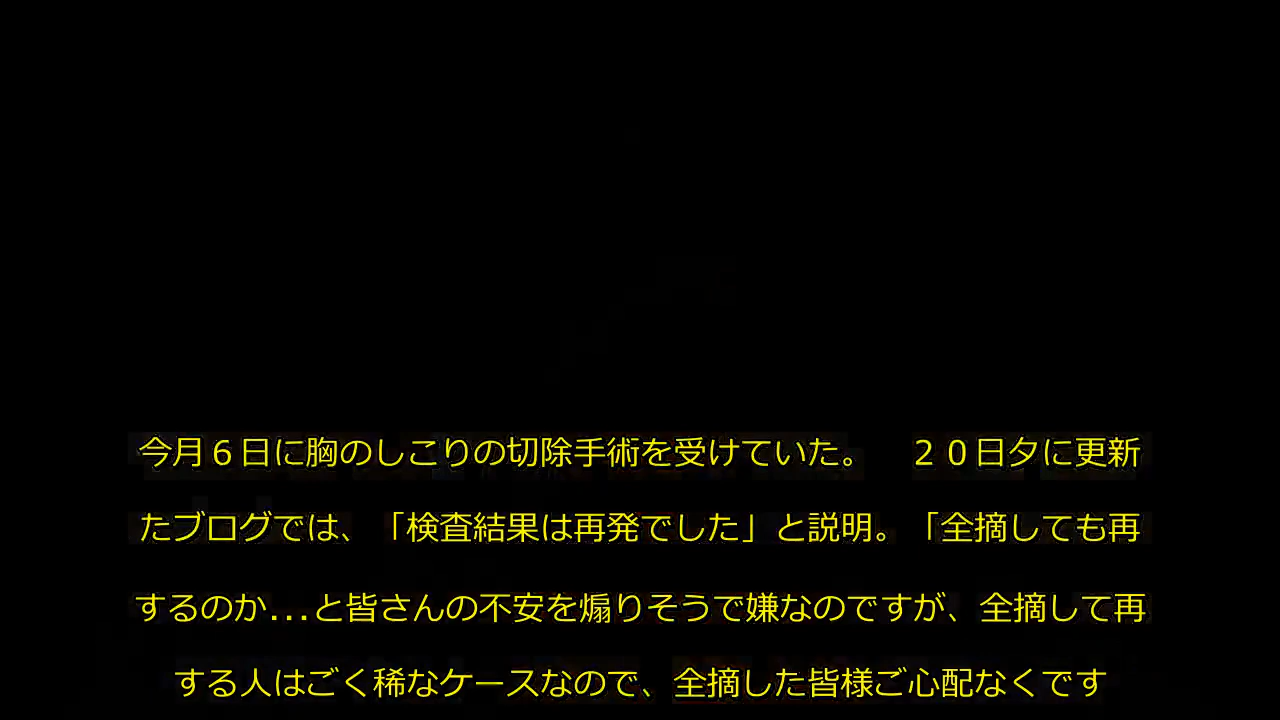 今月６日に胸のしこりの切除手術を受けていた。　２０日夕に更新
たブログでは、「検査結果は再発でした」と説明。「全摘しても再
するのか...と皆さんの不安を煽りそうで嫌なのですが、全摘して再
する人はごく稀なケースなので、全摘した皆様ご心配なくです